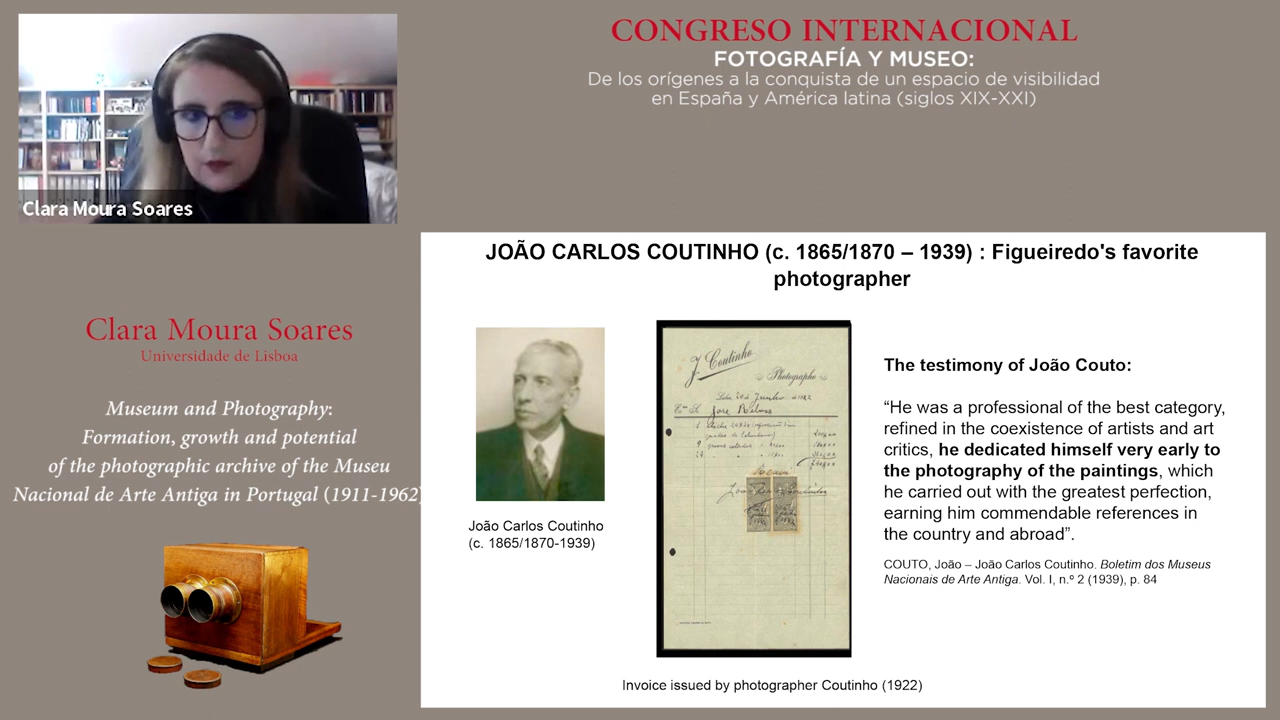 CONGRESO INTERNACIONAL
FOTOGRAFÍA Y MUSEO:
De los orígenes a la conquista de un espacio de visibilidad
en España y América latina (siglos XIX-XXI)
Clara Moura Soares
Clara Moura Soares
Universidade de Lisboa
Museum and Photography:
Formation, growth and potential
of the photographic archive of the Museu
Nacional de Arte Antiga in Portugal (1911-1962)
JOÃO CARLOS COUTINHO (c. 1865/1870 – 1939) : Figueiredo's favorite
photographer
João Carlos Coutinho
(c. 1865/1870-1939)
J. Coutinho
Photographo
Invoice issued by photographer Coutinho (1922)
The testimony of João Couto:
“He was a professional of the best category,
refined in the coexistence of artists and art
critics, he dedicated himself very early to
the photography of the paintings, which
he carried out with the greatest perfection,
earning him commendable references in
the country and abroad”.
COUTO, João – João Carlos Coutinho. Boletim dos Museus
Nacionais de Arte Antiga. Vol. I, n.º 2 (1939), p. 84